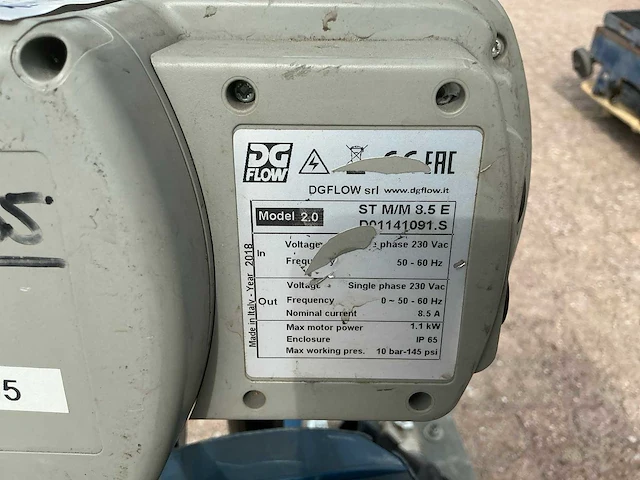 DG
FLOW
EAC
DGFLOW srl www.dgflow.it
Model 2.0
ST M/M 8.5 E
D01141091.S
In
Voltage phase 230 Vac
50 - 60 Hz
Out
Voltage Single phase 230 Vac
Frequency 0 ~ 50 - 60 Hz
Nominal current 8.5 A
Max motor power 1.1 kW
Enclosure IP 65
Max working pres. 10 bar-145 psi
Made in Italy - Year 2018
5